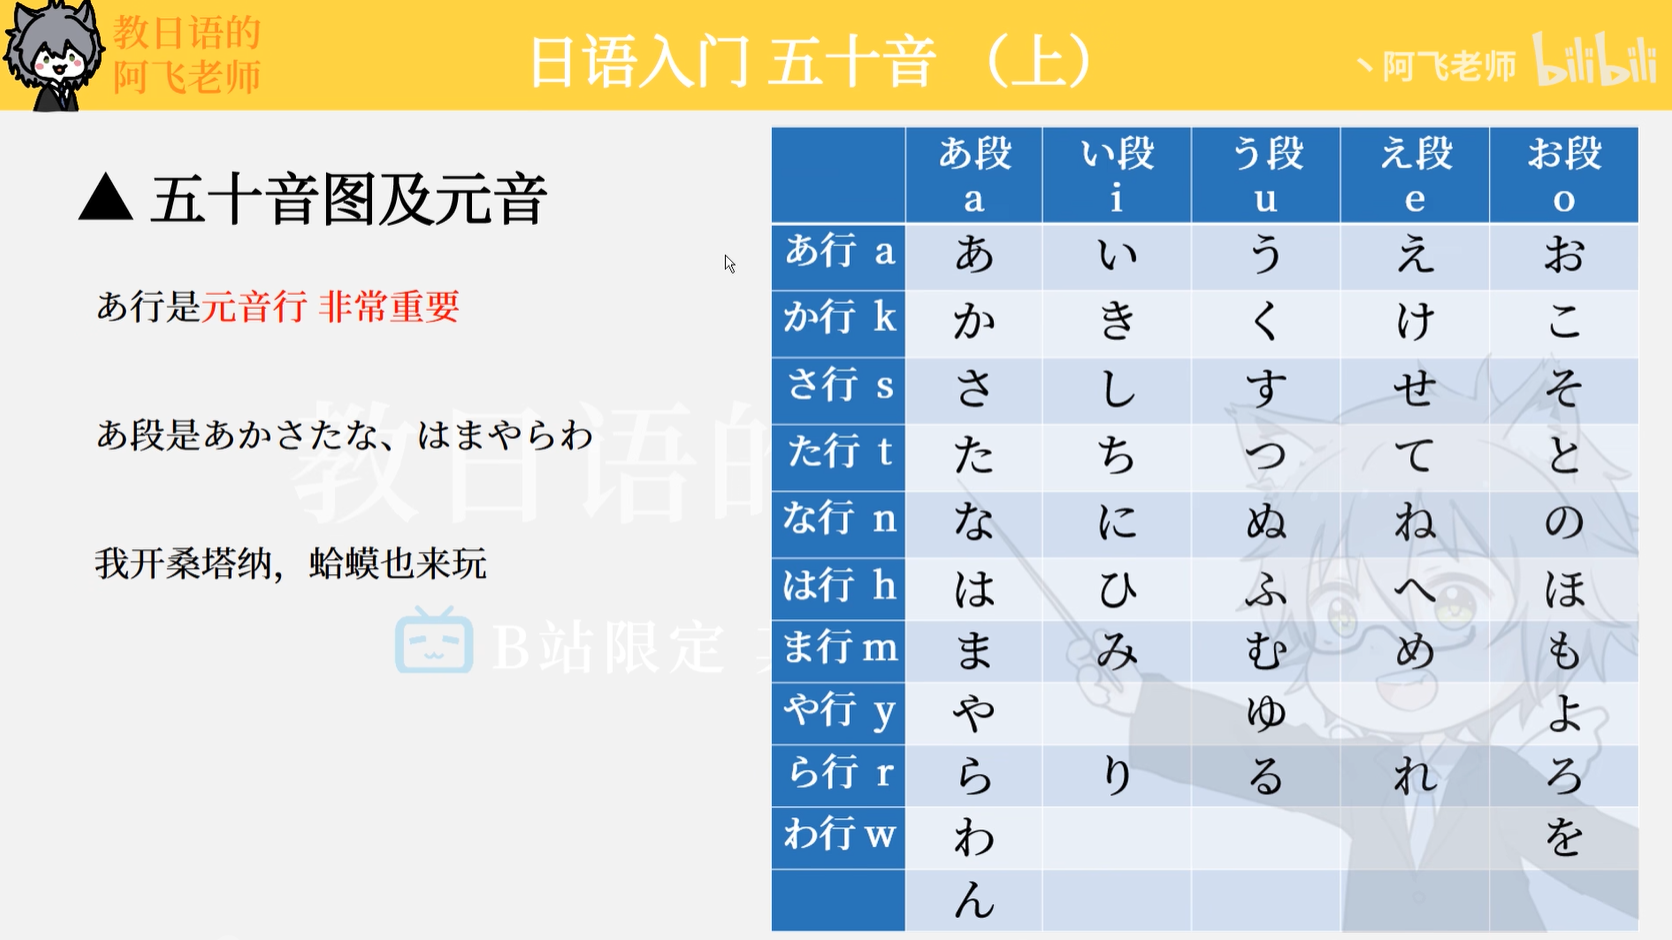 教日语的
阿飞老师
日语入门 五十音 （上）
丶阿飞老师 bilibili
▲ 五十音图及元音
あ行是元音行 非常重要
あ段是あかさたな、はまやらわ
我开桑塔纳，蛤蟆也来玩
教日语的
B站限定
あ段 い段 う段 え段 お段
a i u e o
あ行 a あ い う え お
か行 k か き く け こ
さ行 s さ し す せ そ
た行 t た ち つ て と
な行 n な に ぬ ね の
は行 h は ひ ふ へ ほ
ま行 m ま み む め も
や行 y や ゆ よ
ら行 r ら り る れ ろ
わ行 w わ を
ん